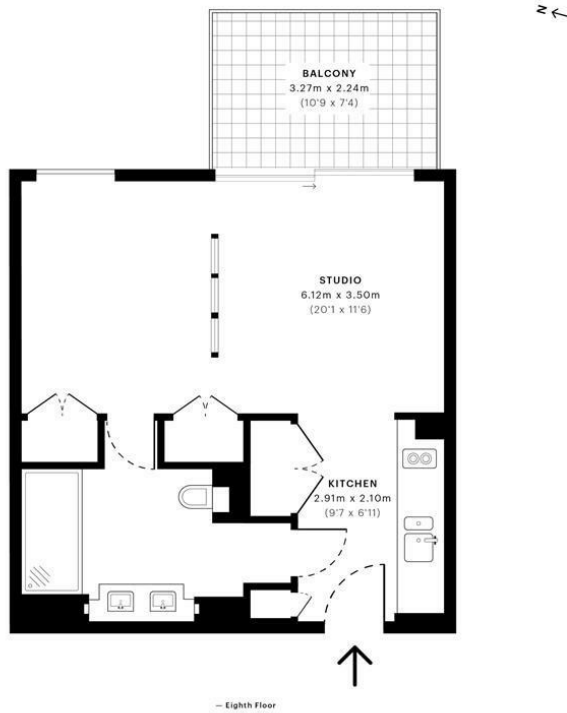 N
BALCONY
3.27m x 2.24m
(10'9 x 7'4)
STUDIO
6.12m x 3.50m
(20'1 x 11'6)
KITCHEN
2.91m x 2.10m
(9'7 x 6'11)
— Eighth Floor